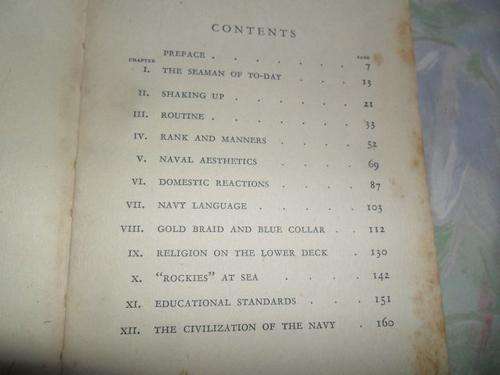 CONTENTS
PREFACE . . . . . . 7
CHAPTER PAGE
I. THE SEAMAN OF TO-DAY . . . . 13
II. SHAKING UP . . . . . . 21
III. ROUTINE . . . . . . 33
IV. RANK AND MANNERS . . . . 52
V. NAVAL AESTHETICS . . . . 69
VI. DOMESTIC REACTIONS . . . . 87
VII. NAVY LANGUAGE . . . . . 103
VIII. GOLD BRAID AND BLUE COLLAR . . 112
IX. RELIGION ON THE LOWER DECK . 130
X. "ROCKIES" AT SEA . . . . 142
XI. EDUCATIONAL STANDARDS . . . 151
XII. THE CIVILIZATION OF THE NAVY . 160